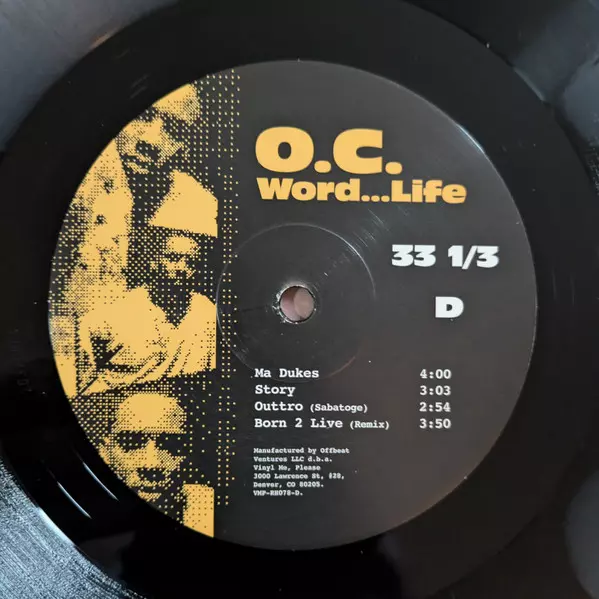 O.C.
Word...Life
33 1/3
D
Ma Dukes 4:00
Story 3:03
Outtro (Sabatoge) 2:54
Born 2 Live (Remix) 3:50
Manufactured by Offbeat
Ventures LLC d.b.a.
Vinyl Me, Please
3000 Lawrence St, #28,
Denver, CO 80205.
VMP-RH078-D.